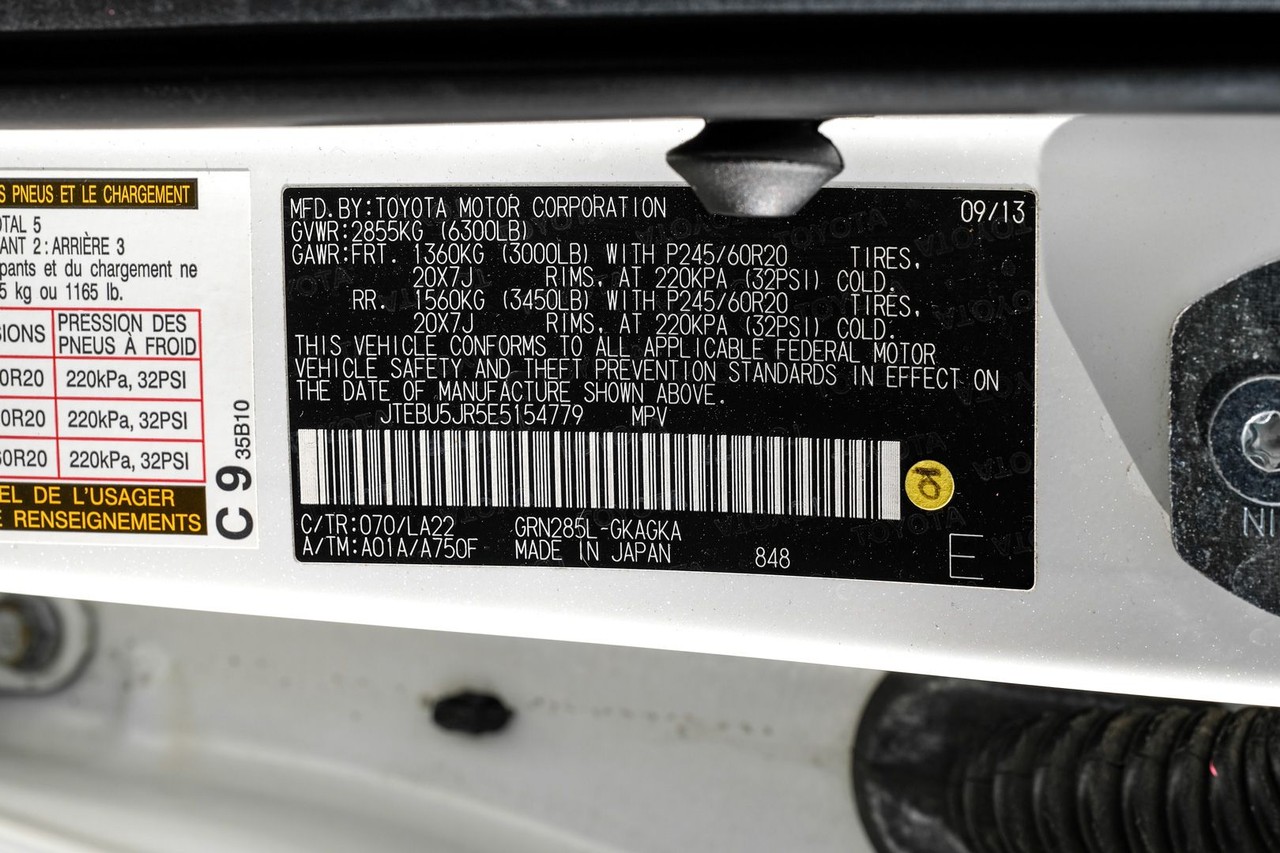 S PNEUS ET LE CHARGEMENT
OTAL 5
ANT 2: ARRIÈRE 3
pants et du chargement ne
5 kg ou 1165 lb.
SIONS PRESSION DES PNEUS À FROID
60R20 220kPa, 32PSI
60R20 220kPa, 32PSI
60R20 220kPa, 32PSI
EL DE L'USAGER
E RENSEIGNEMENTS
C 9 35B10
MFD.BY:TOYOTA MOTOR CORPORATION 09/13
GVWR:2855KG (6300LB)
GAWR:FRT. 1360KG (3000LB) WITH P245/60R20 TIRES,
20X7J RIMS, AT 220KPA (32PSI) COLD.
RR. 1560KG (3450LB) WITH P245/60R20 TIRES,
20X7J RIMS, AT 220KPA (32PSI) COLD.
THIS VEHICLE CONFORMS TO ALL APPLICABLE FEDERAL MOTOR
VEHICLE SAFETY AND THEFT PREVENTION STANDARDS IN EFFECT ON
THE DATE OF MANUFACTURE SHOWN ABOVE.
JTEBU5JR5E5154779 MPV
C/TR:070/LA22 GRN285L-GKAGKA
A/TM:A01A/A750F MADE IN JAPAN 848 E
NI